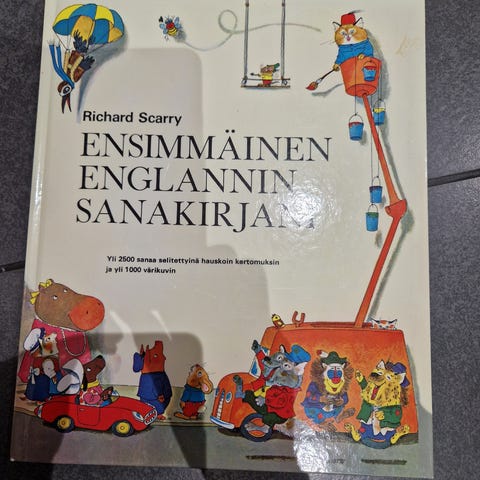 Richard Scarry
ENSIMMÄINEN
ENGLANNIN
SANAKIRJANI
Yli 2500 sanaa selitettyinä hauskoin kertomuksin
ja yli 1000 värikuvin